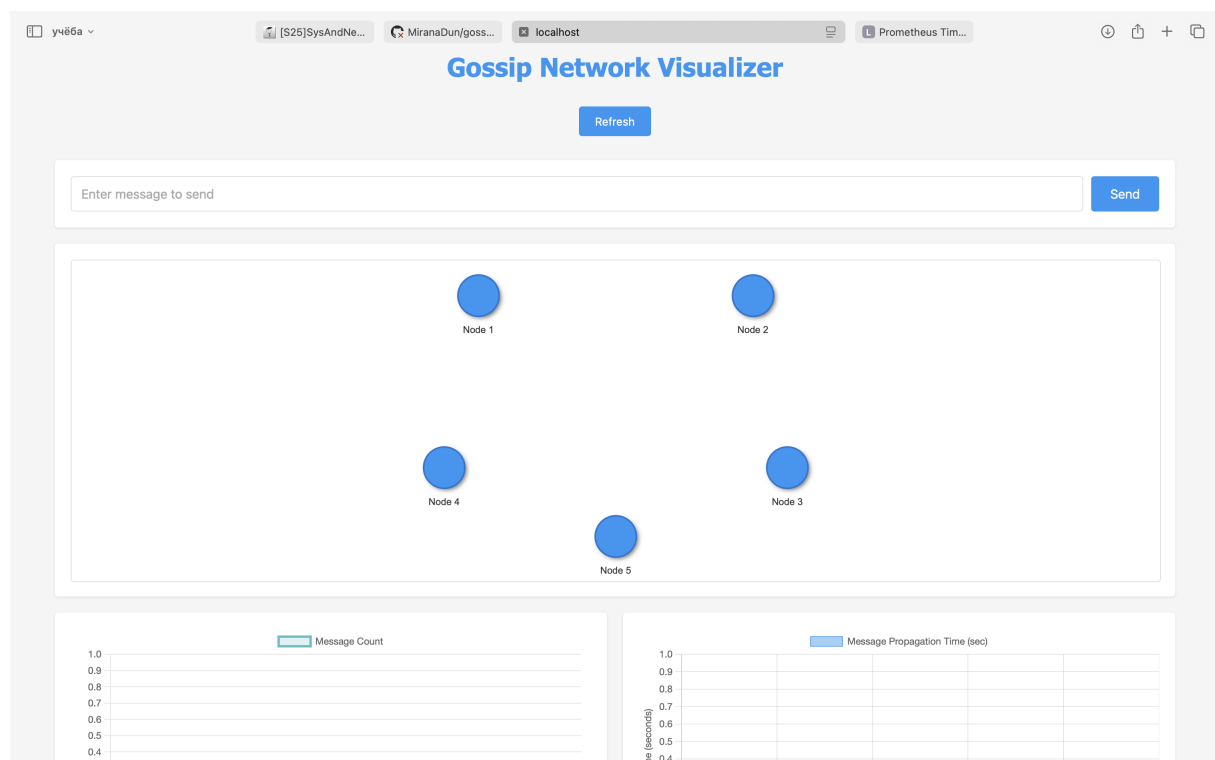 учёба
[S25]SysAndNe...
MiranaDun/goss...
localhost
Prometheus Tim...
Gossip Network Visualizer
Refresh
Enter message to send
Send
Node 1
Node 2
Node 4
Node 3
Node 5
Message Count
1.0
0.9
0.8
0.7
0.6
0.5
0.4
Message Propagation Time (sec)
1.0
0.9
0.8
0.7
0.6
0.5
0.4
(seconds)